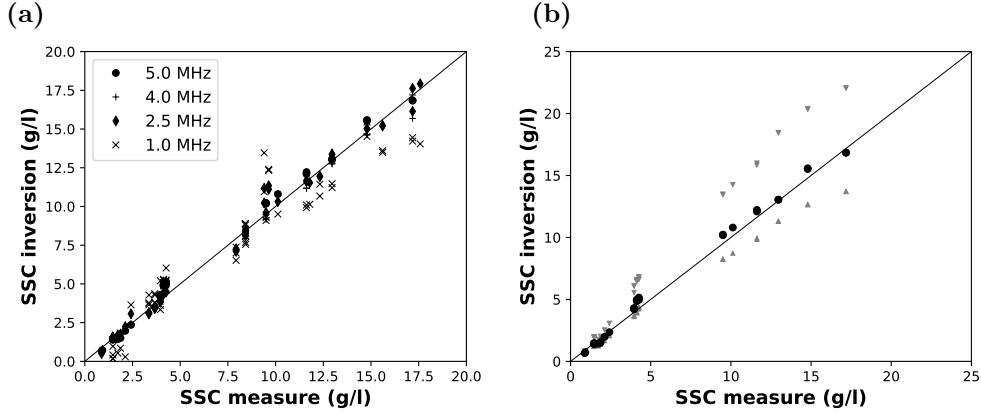 (a)
(b)
20.0
17.5
15.0
12.5
10.0
7.5
5.0
2.5
0.0
SSC inversion (g/l)
5.0 MHz
4.0 MHz
2.5 MHz
1.0 MHz
0.0 2.5 5.0 7.5 10.0 12.5 15.0 17.5 20.0
SSC measure (g/l)
25
20
15
10
5
0
SSC inversion (g/l)
0 5 10 15 20 25
SSC measure (g/l)